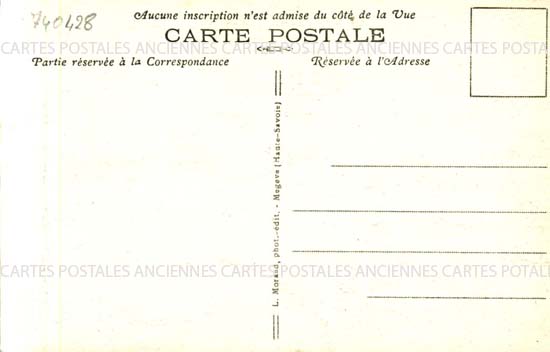 740428
Aucune inscription n'est admise du côté de la Vue
CARTE POSTALE
Partie réservée à la Correspondance
Réservée à l'Adresse
L. Morand, phot.-édit. - Megève (Haute-Savoie)
CARTES POSTALES ANCIENNES CARTES POSTALES ANCIENNES CARTES POSTALES
CARTES POSTALES ANCIENNES CARTES POSTALES ANCIENNES CARTES POSTALES